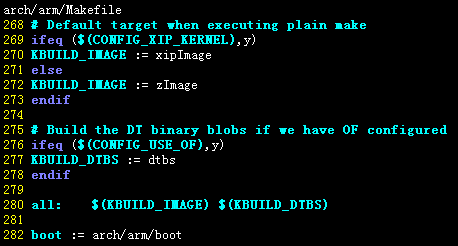 arch/arm/Makefile
268 # Default target when executing plain make
269 ifeq ($(CONFIG_XIP_KERNEL),y)
270 KBUILD_IMAGE := xipImage
271 else
272 KBUILD_IMAGE := zImage
273 endif
274
275 # Build the DT binary blobs if we have OF configured
276 ifeq ($(CONFIG_USE_OF),y)
277 KBUILD_DTBS := dtbs
278 endif
279
280 all:    $(KBUILD_IMAGE) $(KBUILD_DTBS)
281
282 boot := arch/arm/boot